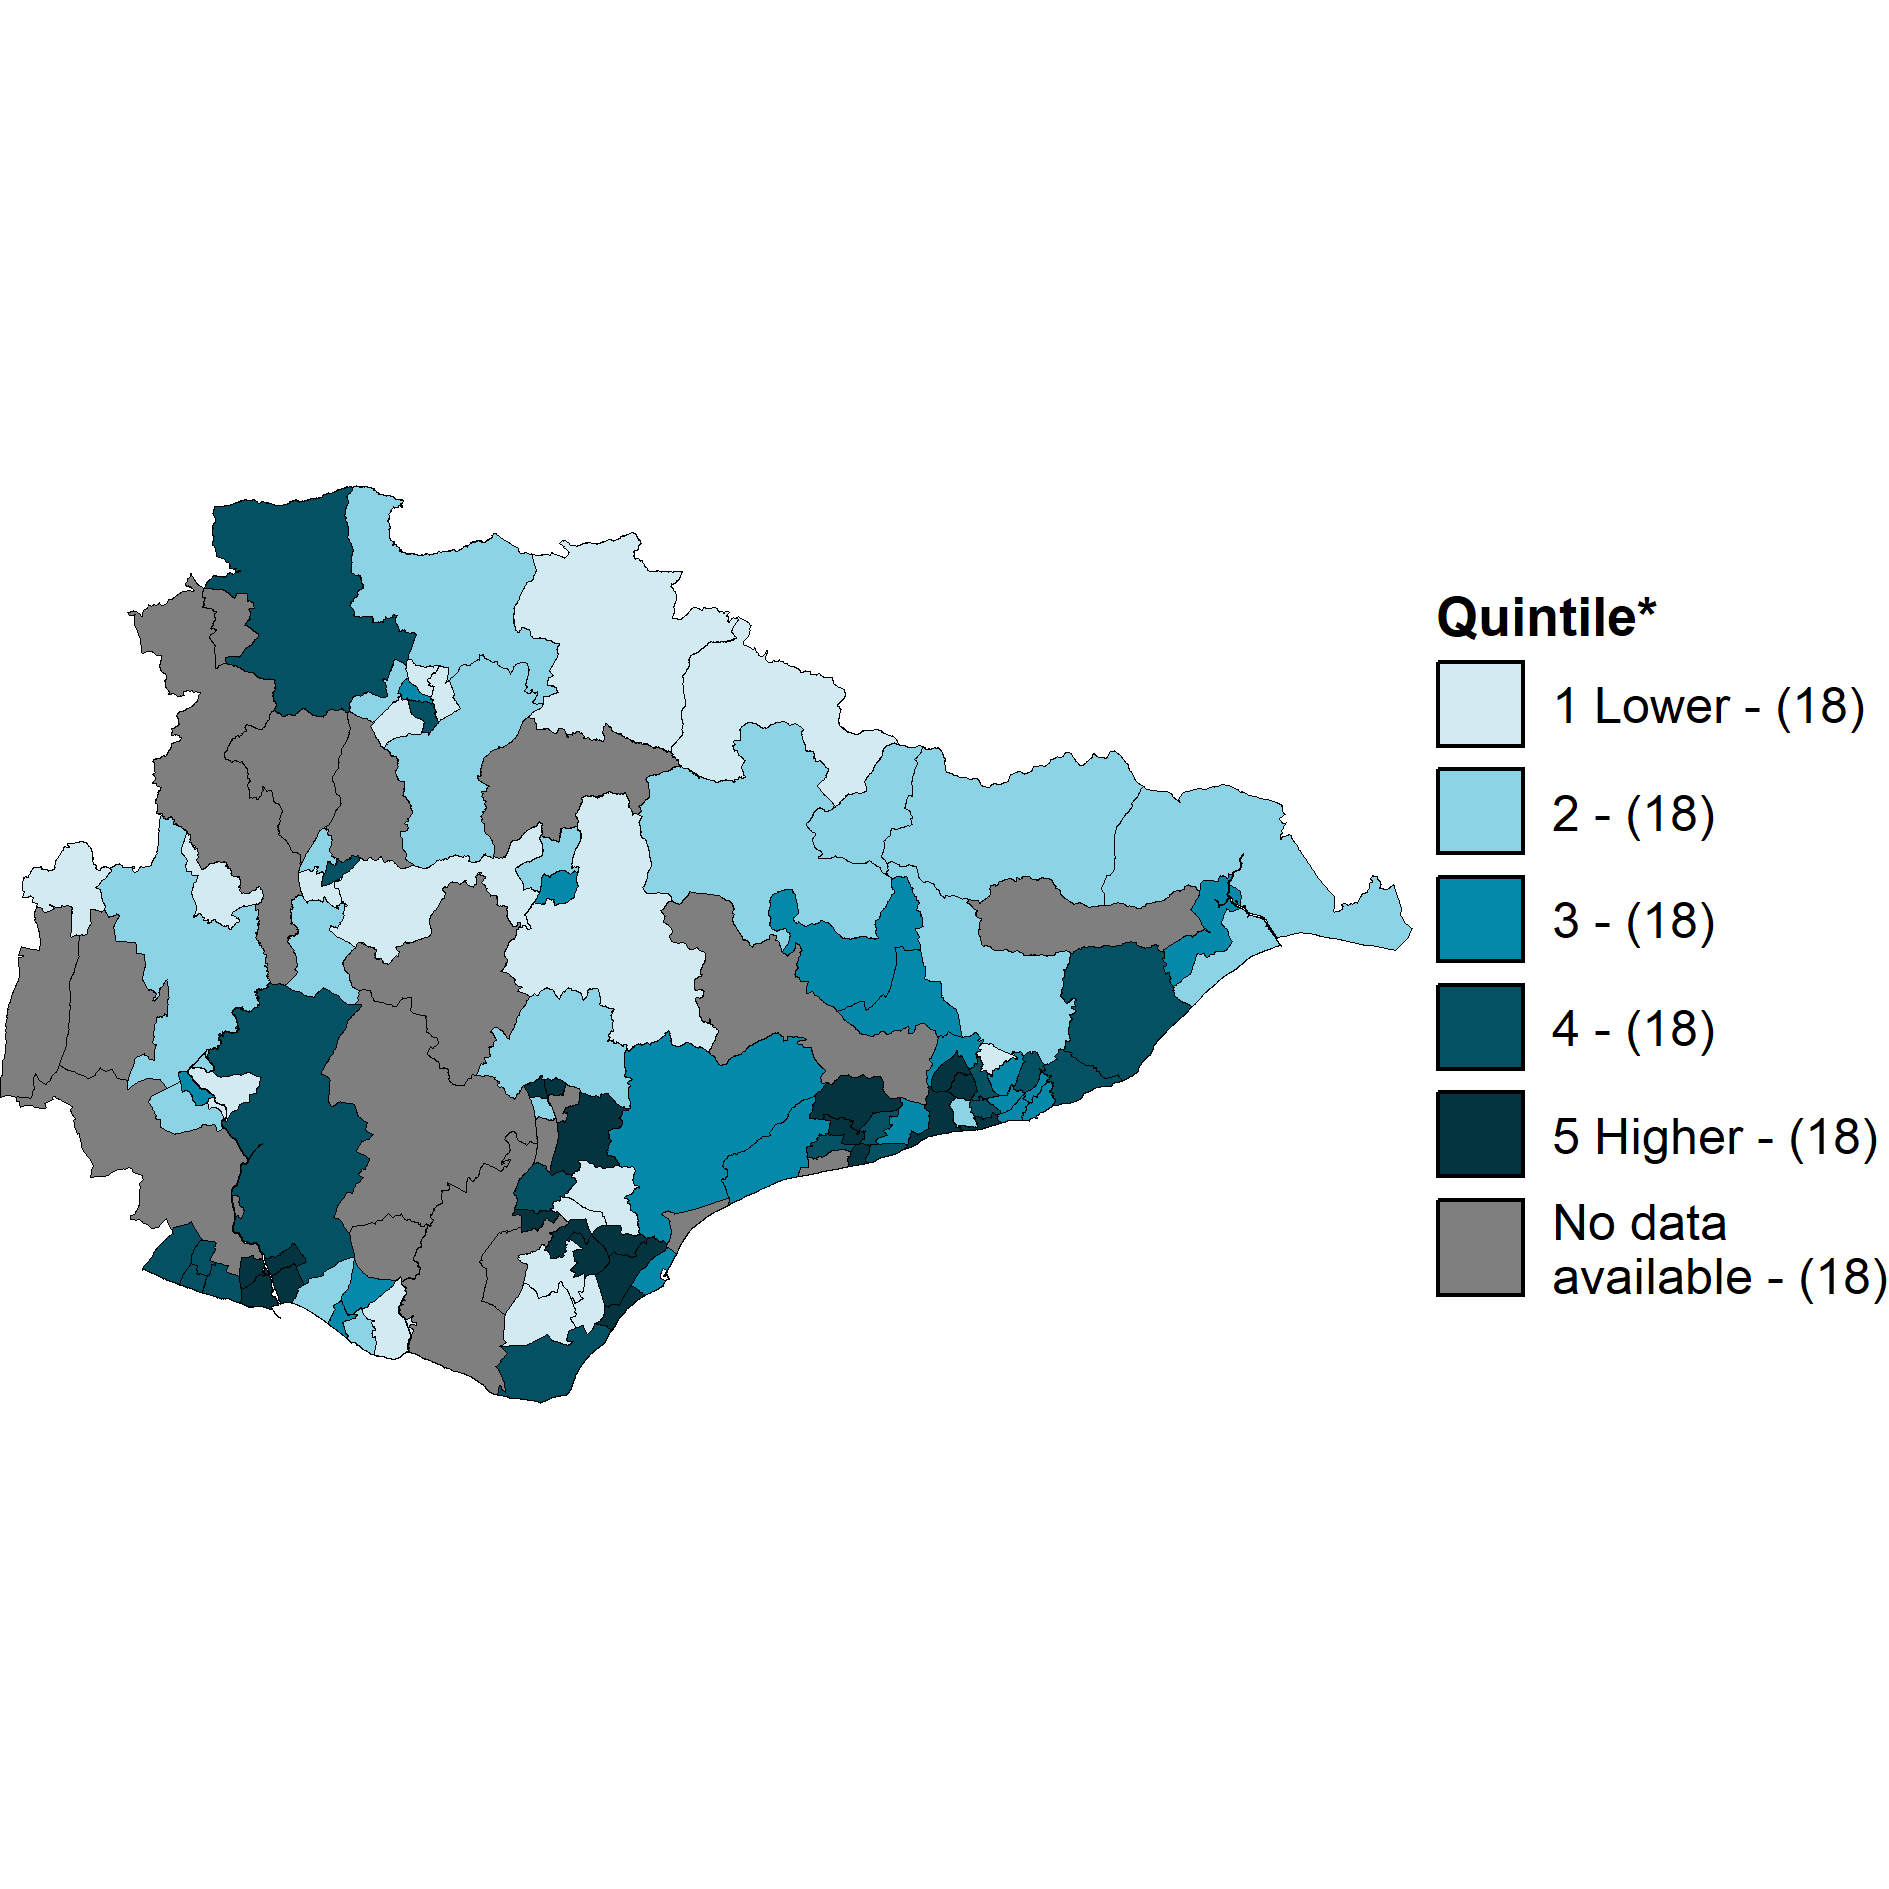 Quintile*
1 Lower - (18)
2 - (18)
3 - (18)
4 - (18)
5 Higher - (18)
No data
available - (18)